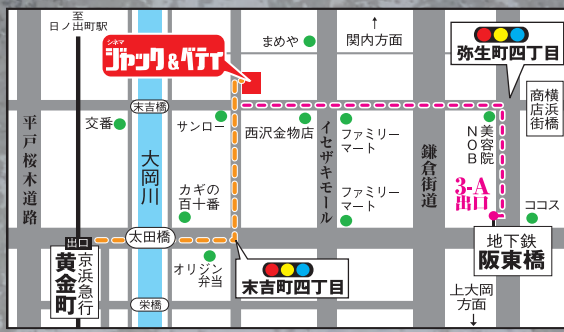 至
日ノ出町駅
シネマ
ジャック&ベティ
まめや
↑
関内方面
弥生町四丁目
末吉橋
交番
サンロー
西沢金物店
ファミリー
マート
美容院
NOB
横浜橋
商店街
平戸桜木道路
大岡川
イセザキモール
鎌倉街道
カギの
百十番
ファミリー
マート
3-A
出口
ココス
出口
太田橋
京浜急行
黄金町
オリジン
弁当
末吉町四丁目
地下鉄
阪東橋
栄橋
上大岡
方面
↓